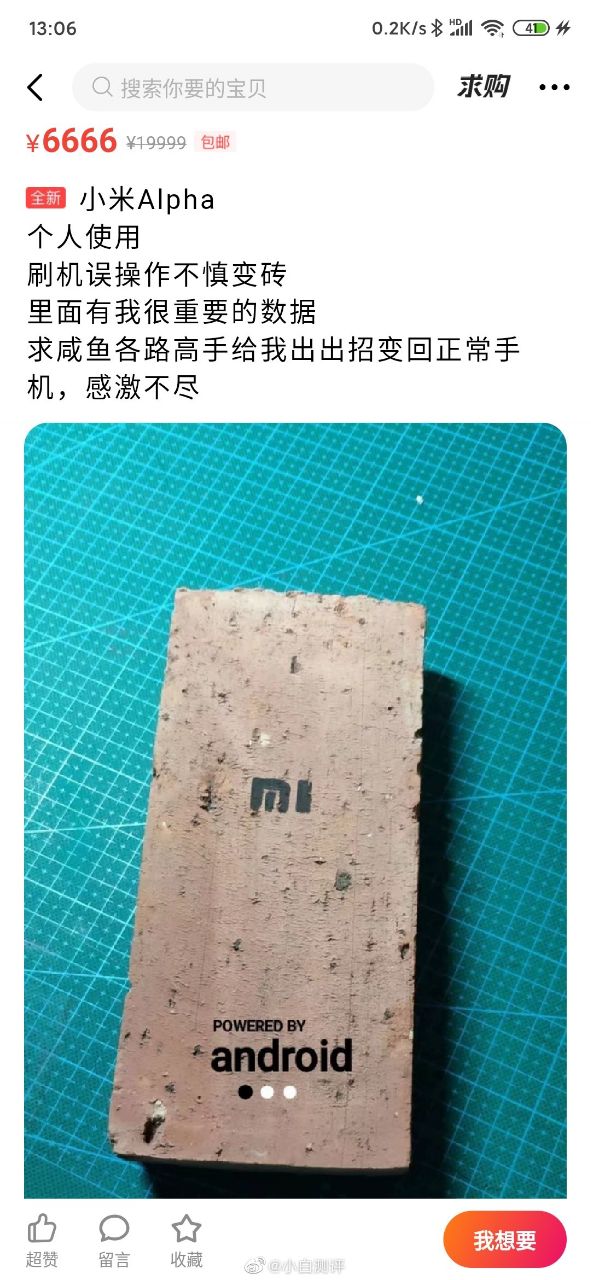 13:06 0.2K/s HD 41
搜索你要的宝贝 求购
¥6666 ¥19999 包邮
全新 小米Alpha
个人使用
刷机误操作不慎变砖
里面有我很重要的数据
求咸鱼各路高手给我出出招变回正常手
机，感激不尽
mi
POWERED BY
android
超赞 留言 收藏 我想要
@小白测评